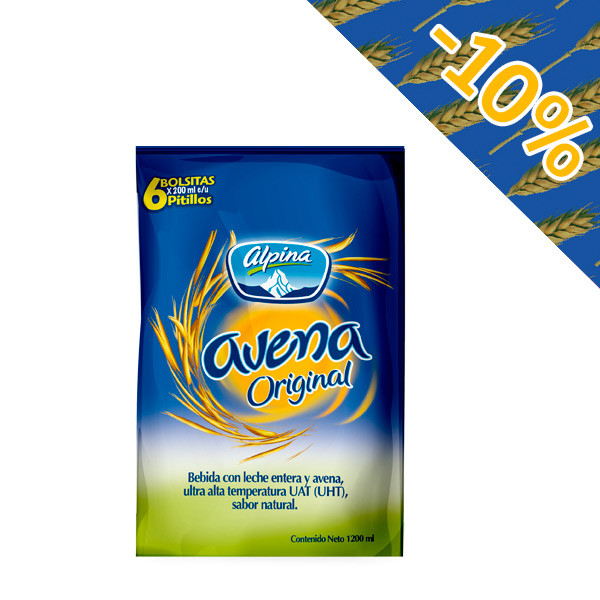 -10%
6 BOLSITAS
X 200 ml c/u
Pitillos
alpina
avena
Original
Bebida con leche entera y avena,
ultra alta temperatura UAT (UHT),
sabor natural.
Contenido Neto 1200 ml